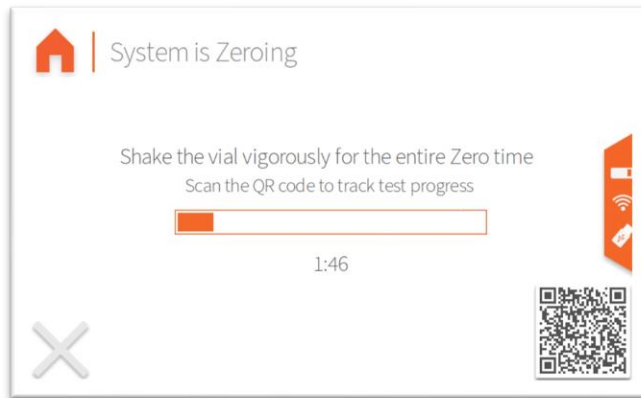 System is Zeroing
Shake the vial vigorously for the entire Zero time
Scan the QR code to track test progress
1:46